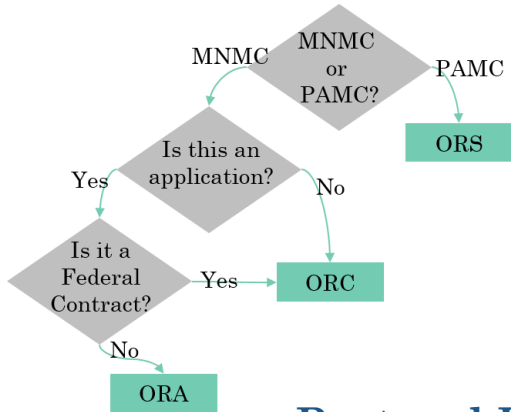 MNMC
or
PAMC?
MNMC
PAMC
ORS
Is this an
application?
Yes
No
Is it a
Federal
Contract?
Yes
ORC
No
ORA